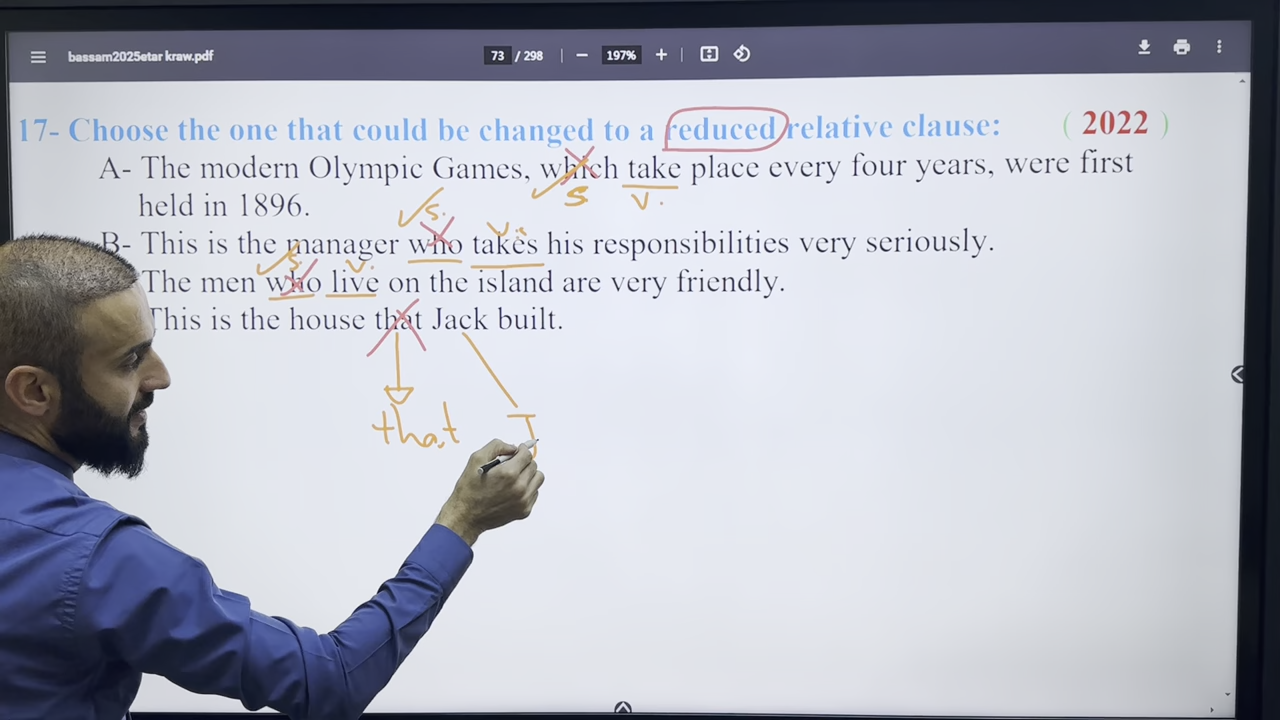 bassam2025etar kraw.pdf 73 / 298 197%
17- Choose the one that could be changed to a reduced relative clause: ( 2022 )
A- The modern Olympic Games, which take place every four years, were first
S V.
held in 1896.
S. V.
B- This is the manager who takes his responsibilities very seriously.
S. V.
The men who live on the island are very friendly.
This is the house that Jack built.
that J